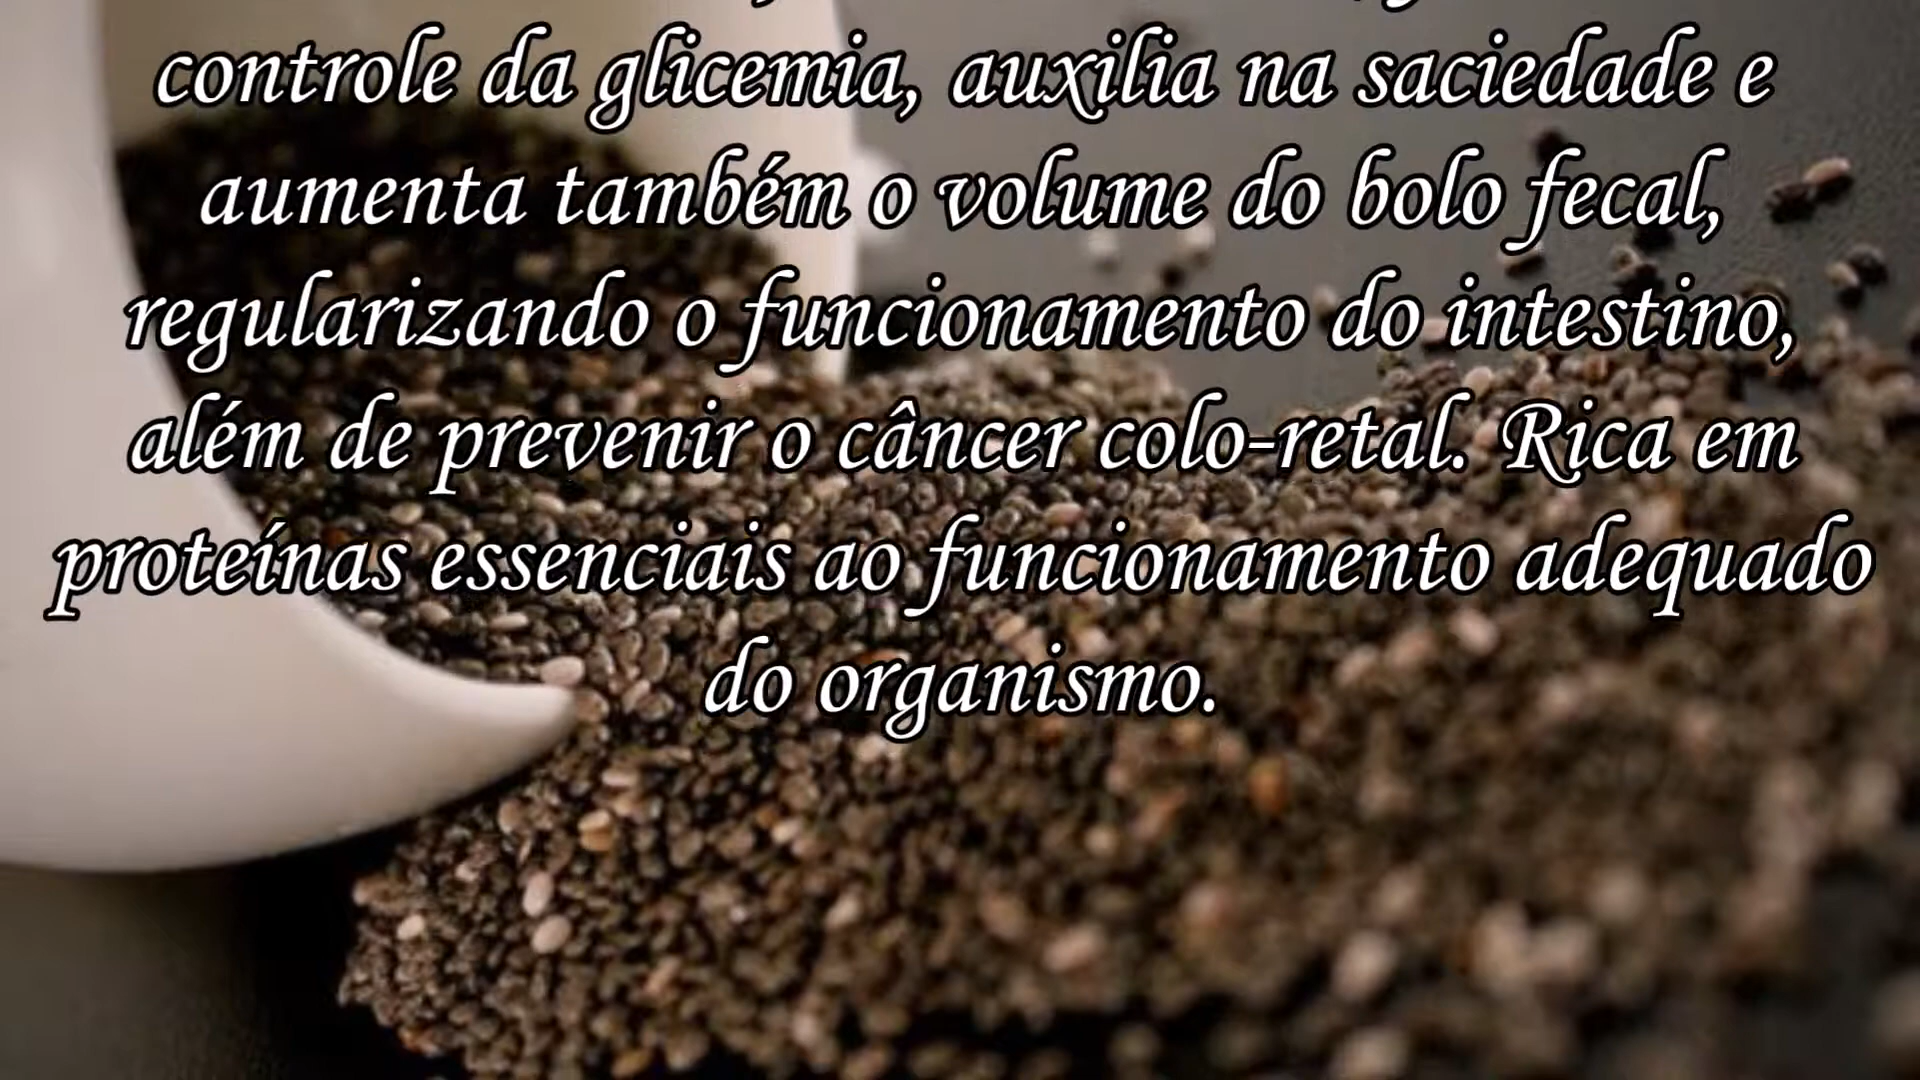 controle da glicemia, auxilia na saciedade e
aumenta também o volume do bolo fecal,
regularizando o funcionamento do intestino,
além de prevenir o câncer colo-retal. Rica em
proteínas essenciais ao funcionamento adequado
do organismo.